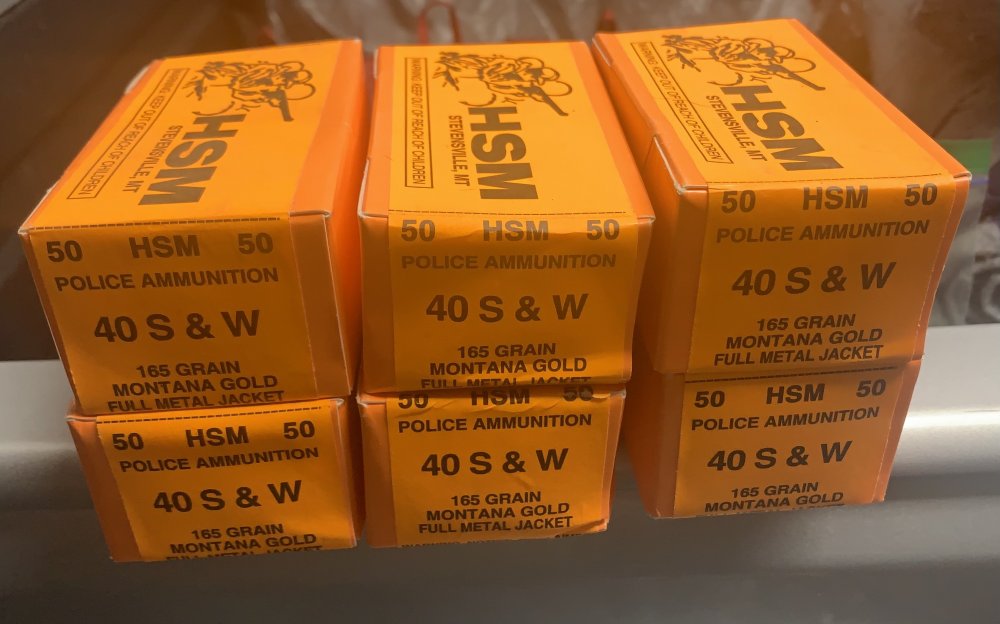 WARNING: KEEP OUT OF REACH OF CHILDREN
HSM
STEVENSVILLE, MT
50 HSM 50
POLICE AMMUNITION
40 S & W
165 GRAIN
MONTANA GOLD
FULL METAL JACKET
WARNING: KEEP OUT OF REACH OF CHILDREN
HSM
STEVENSVILLE, MT
50 HSM 50
POLICE AMMUNITION
40 S & W
165 GRAIN
MONTANA GOLD
FULL METAL JACKET
WARNING: KEEP OUT OF REACH OF CHILDREN
HSM
STEVENSVILLE, MT
50 HSM 50
POLICE AMMUNITION
40 S & W
165 GRAIN
MONTANA GOLD
FULL METAL JACKET
50 HSM 50
POLICE AMMUNITION
40 S & W
165 GRAIN
MONTANA GOLD
FULL METAL JACKET
50 HSM 50
POLICE AMMUNITION
40 S & W
165 GRAIN
MONTANA GOLD
FULL METAL JACKET
50 HSM 50
POLICE AMMUNITION
40 S & W
165 GRAIN
MONTANA GOLD